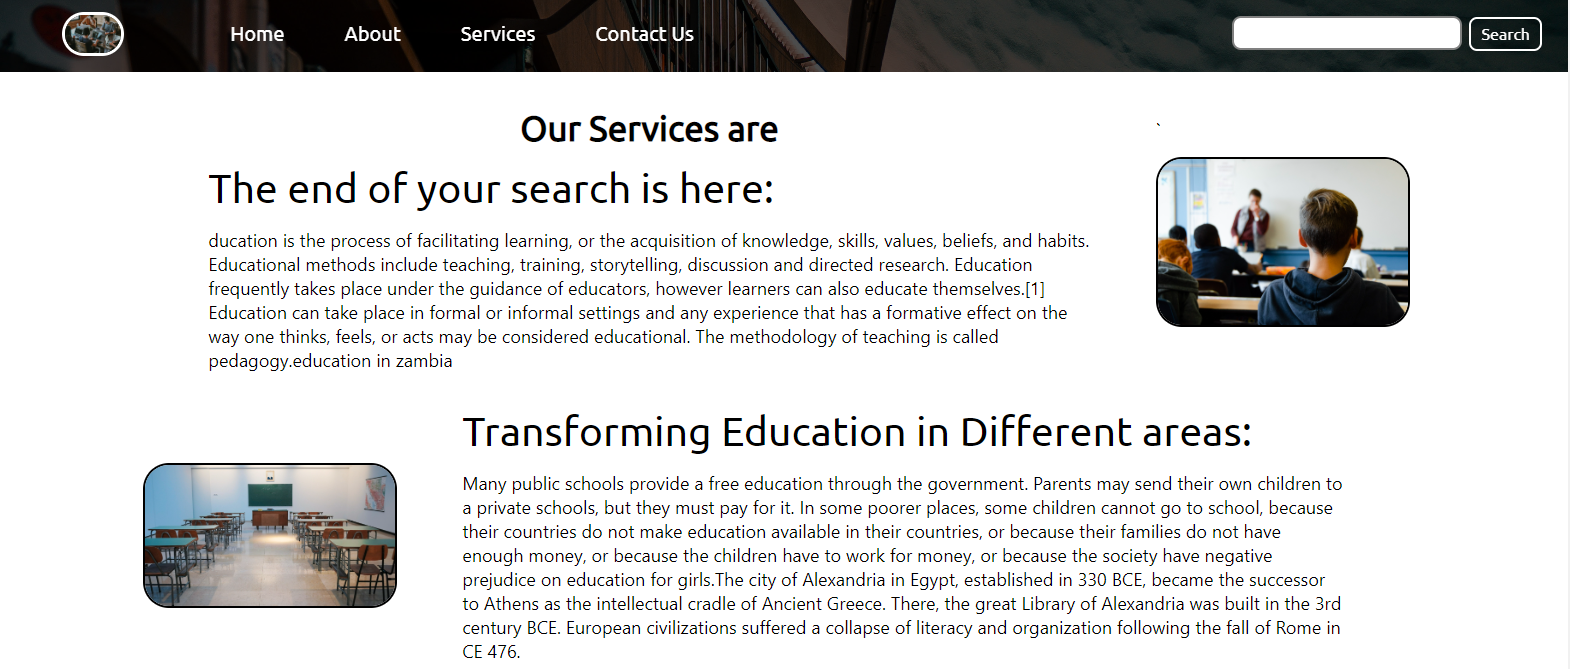 Home About Services Contact Us Search
Our Services are
`
The end of your search is here:
ducation is the process of facilitating learning, or the acquisition of knowledge, skills, values, beliefs, and habits.
Educational methods include teaching, training, storytelling, discussion and directed research. Education
frequently takes place under the guidance of educators, however learners can also educate themselves.[1]
Education can take place in formal or informal settings and any experience that has a formative effect on the
way one thinks, feels, or acts may be considered educational. The methodology of teaching is called
pedagogy.education in zambia
Transforming Education in Different areas:
Many public schools provide a free education through the government. Parents may send their own children to
a private schools, but they must pay for it. In some poorer places, some children cannot go to school, because
their countries do not make education available in their countries, or because their families do not have
enough money, or because the children have to work for money, or because the society have negative
prejudice on education for girls.The city of Alexandria in Egypt, established in 330 BCE, became the successor
to Athens as the intellectual cradle of Ancient Greece. There, the great Library of Alexandria was built in the 3rd
century BCE. European civilizations suffered a collapse of literacy and organization following the fall of Rome in
CE 476.